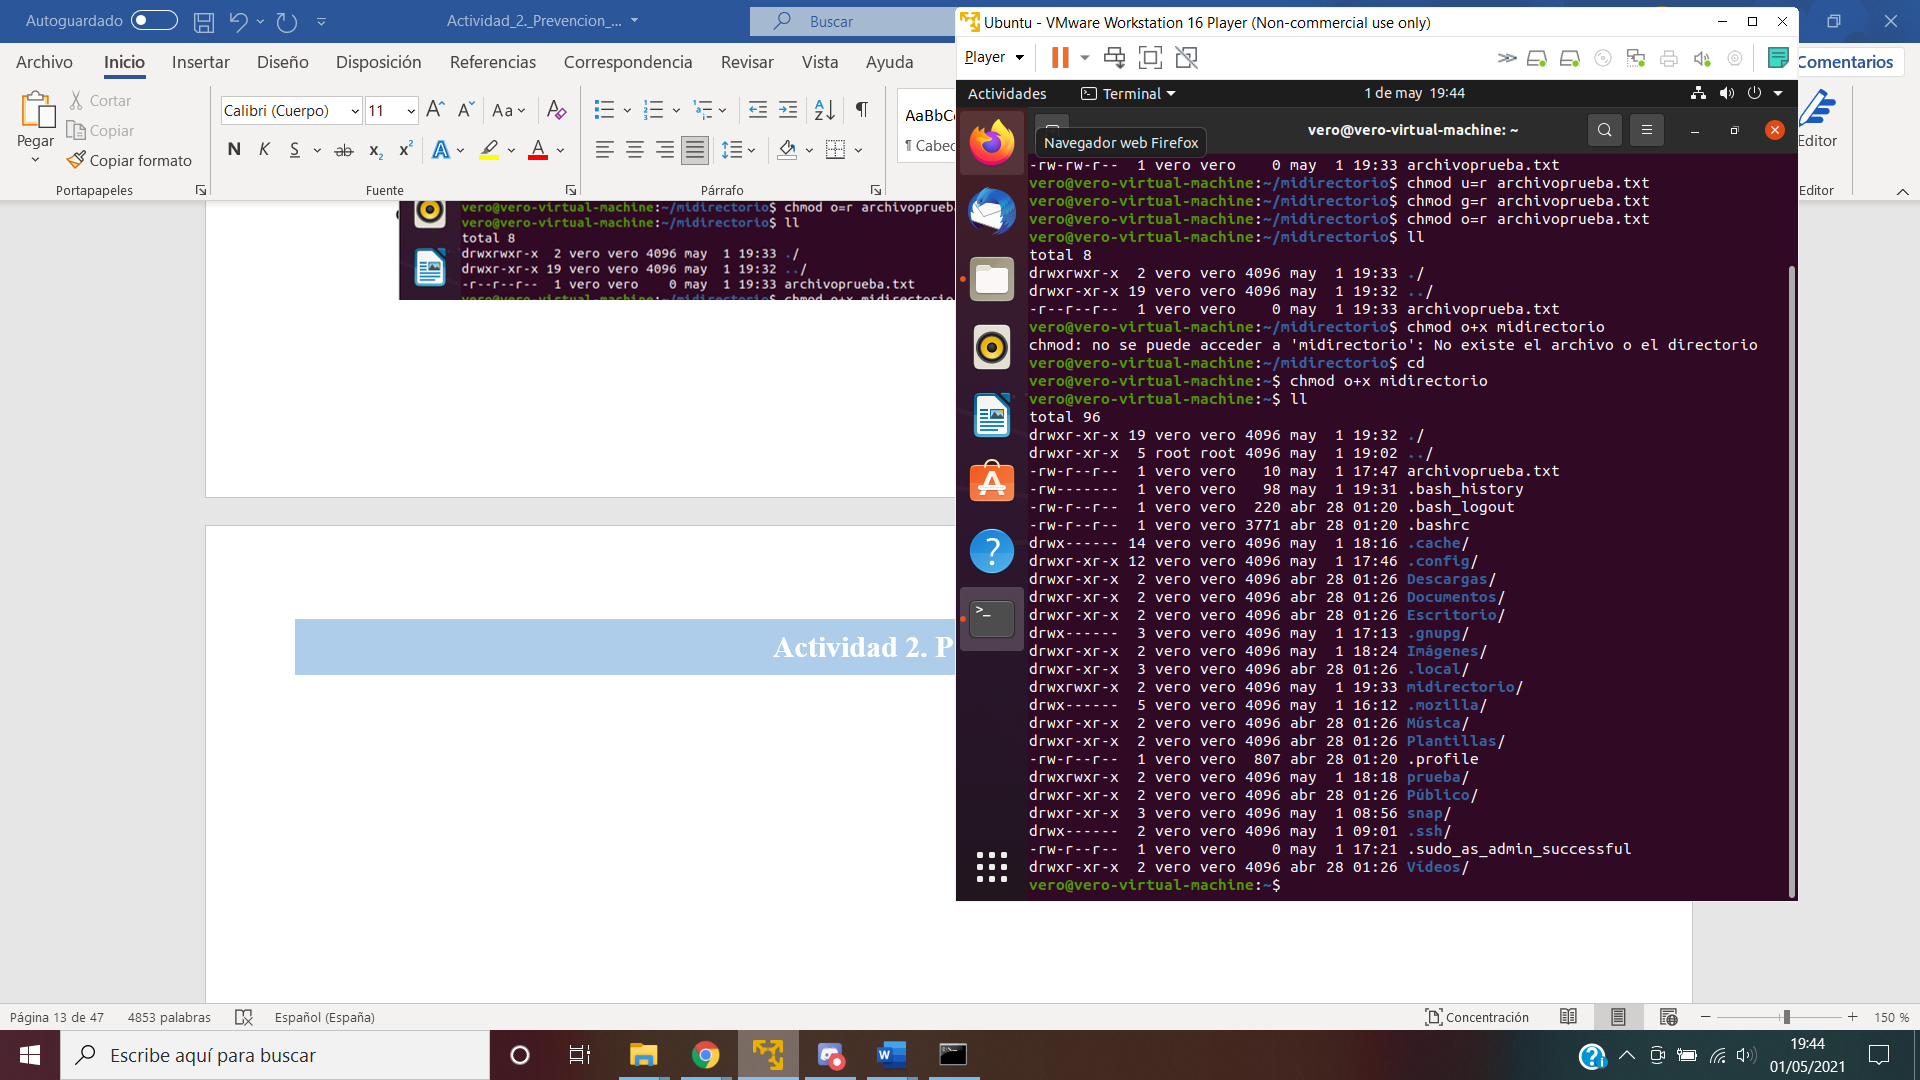 Autoguardado
Actividad_2._Prevencion_...
Buscar
Archivo Inicio Insertar Diseño Disposición Referencias Correspondencia Revisar Vista Ayuda
Comentarios
Pegar
Cortar
Copiar
Copiar formato
Portapapeles
Calibri (Cuerpo) 11
Aa
N K S ab x₂ x²
Fuente
Párrafo
AaBbCc
¶ Cabec
Editor
Editor
vero@vero-virtual-machine:~/midirectorio$ chmod o=r archivoprueba
vero@vero-virtual-machine:~/midirectorio$ ll
total 8
drwxrwxr-x 2 vero vero 4096 may 1 19:33 ./
drwxr-xr-x 19 vero vero 4096 may 1 19:32 ../
-r--r--r-- 1 vero vero 0 may 1 19:33 archivoprueba.txt
vero@vero-virtual-machine:~/midirectorio$ chmod o+x midirectorio
Actividad 2. P
Ubuntu - VMware Workstation 16 Player (Non-commercial use only)
Player
Actividades Terminal 1 de may 19:44
vero@vero-virtual-machine: ~
Navegador web Firefox
-rw-rw-r-- 1 vero vero 0 may 1 19:33 archivoprueba.txt
vero@vero-virtual-machine:~/midirectorio$ chmod u=r archivoprueba.txt
vero@vero-virtual-machine:~/midirectorio$ chmod g=r archivoprueba.txt
vero@vero-virtual-machine:~/midirectorio$ chmod o=r archivoprueba.txt
vero@vero-virtual-machine:~/midirectorio$ ll
total 8
drwxrwxr-x 2 vero vero 4096 may 1 19:33 ./
drwxr-xr-x 19 vero vero 4096 may 1 19:32 ../
-r--r--r-- 1 vero vero 0 may 1 19:33 archivoprueba.txt
vero@vero-virtual-machine:~/midirectorio$ chmod o+x midirectorio
chmod: no se puede acceder a 'midirectorio': No existe el archivo o el directorio
vero@vero-virtual-machine:~/midirectorio$ cd
vero@vero-virtual-machine:~$ chmod o+x midirectorio
vero@vero-virtual-machine:~$ ll
total 96
drwxr-xr-x 19 vero vero 4096 may 1 19:32 ./
drwxr-xr-x 5 root root 4096 may 1 19:02 ../
-rw-r--r-- 1 vero vero 10 may 1 17:47 archivoprueba.txt
-rw------- 1 vero vero 98 may 1 19:31 .bash_history
-rw-r--r-- 1 vero vero 220 abr 28 01:20 .bash_logout
-rw-r--r-- 1 vero vero 3771 abr 28 01:20 .bashrc
drwx------ 14 vero vero 4096 may 1 18:16 .cache/
drwxr-xr-x 12 vero vero 4096 may 1 17:46 .config/
drwxr-xr-x 2 vero vero 4096 abr 28 01:26 Descargas/
drwxr-xr-x 2 vero vero 4096 abr 28 01:26 Documentos/
drwxr-xr-x 2 vero vero 4096 abr 28 01:26 Escritorio/
drwx------ 3 vero vero 4096 may 1 17:13 .gnupg/
drwxr-xr-x 2 vero vero 4096 may 1 18:24 Imágenes/
drwxr-xr-x 3 vero vero 4096 abr 28 01:26 .local/
drwxrwxr-x 2 vero vero 4096 may 1 19:33 midirectorio/
drwx------ 5 vero vero 4096 may 1 16:12 .mozilla/
drwxr-xr-x 2 vero vero 4096 abr 28 01:26 Música/
drwxr-xr-x 2 vero vero 4096 abr 28 01:26 Plantillas/
-rw-r--r-- 1 vero vero 807 abr 28 01:20 .profile
drwxrwxr-x 2 vero vero 4096 may 1 18:18 prueba/
drwxr-xr-x 2 vero vero 4096 abr 28 01:26 Público/
drwxr-xr-x 3 vero vero 4096 may 1 08:56 snap/
drwx------ 2 vero vero 4096 may 1 09:01 .ssh/
-rw-r--r-- 1 vero vero 0 may 1 17:21 .sudo_as_admin_successful
drwxr-xr-x 2 vero vero 4096 abr 28 01:26 Vídeos/
vero@vero-virtual-machine:~$
Página 13 de 47 4853 palabras Español (España) Concentración 150 %
Escribe aquí para buscar
19:44
01/05/2021